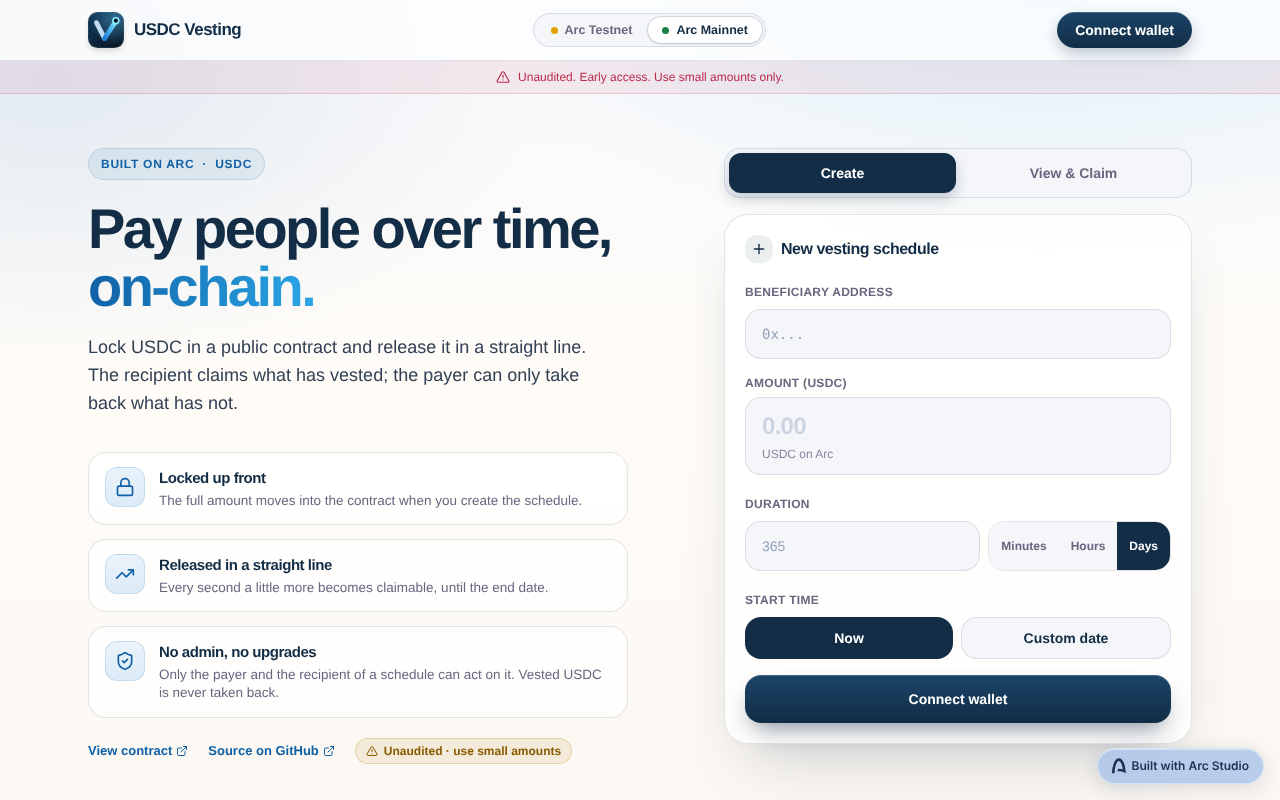 USDC Vesting
Arc Testnet
Arc Mainnet
Connect wallet
Unaudited. Early access. Use small amounts only.
BUILT ON ARC · USDC
Pay people over time,
on-chain.
Lock USDC in a public contract and release it in a straight line.
The recipient claims what has vested; the payer can only take
back what has not.
Locked up front
The full amount moves into the contract when you create the schedule.
Released in a straight line
Every second a little more becomes claimable, until the end date.
No admin, no upgrades
Only the payer and the recipient of a schedule can act on it. Vested USDC
is never taken back.
View contract
Source on GitHub
Unaudited · use small amounts
Create
View & Claim
New vesting schedule
BENEFICIARY ADDRESS
0x...
AMOUNT (USDC)
0.00
USDC on Arc
DURATION
365
Minutes
Hours
Days
START TIME
Now
Custom date
Connect wallet
Built with Arc Studio